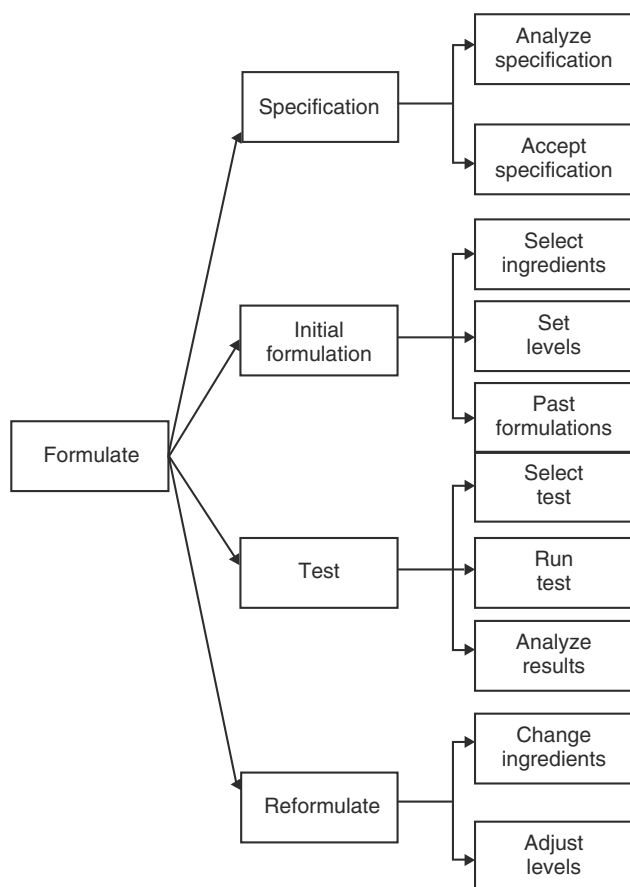 Analyze
specification
Specification
Accept
specification
Select
ingredients
Initial
formulation
Set
levels
Past
formulations
Formulate
Select
test
Test
Run
test
Analyze
results
Change
ingredients
Reformulate
Adjust
levels